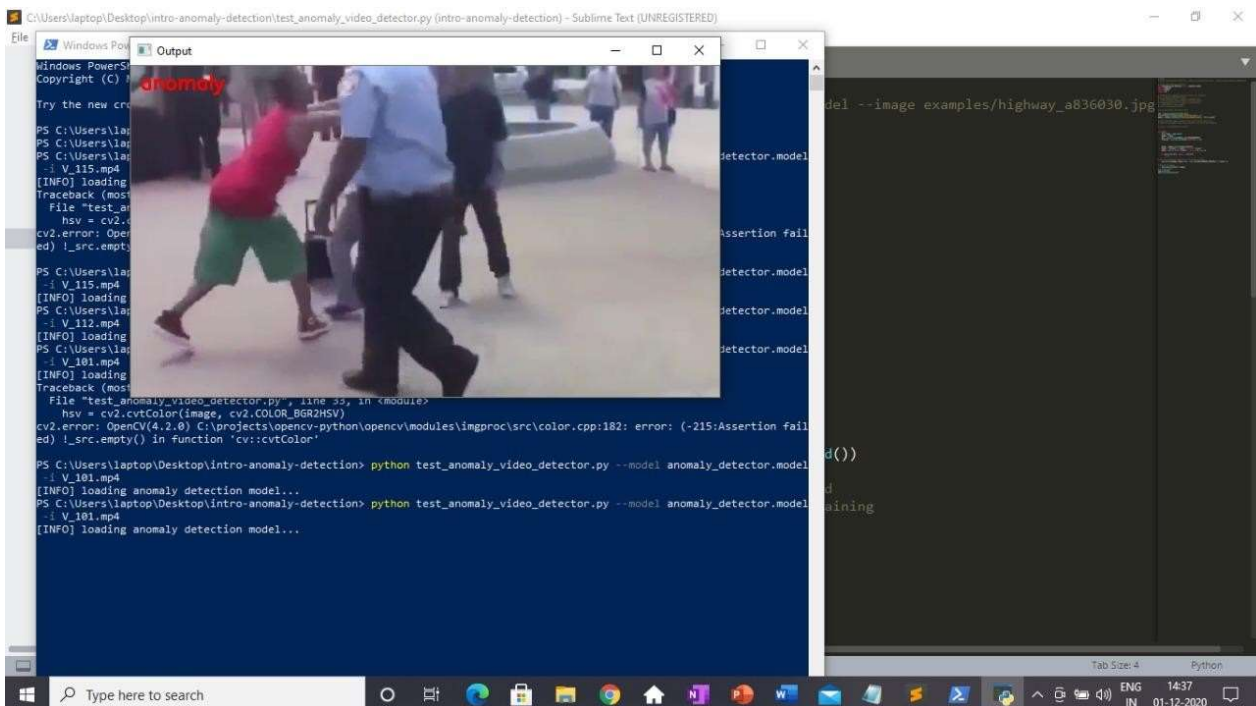 C:\Users\laptop\Desktop\intro-anomaly-detection\test_anomaly_video_detector.py (intro-anomaly-detection) - Sublime Text (UNREGISTERED)
File
Windows Pow
Output
anomaly
Windows PowerSh
Copyright (C)
Try the new cro
del --image examples/highway_a836030.jpg
PS C:\Users\lap
PS C:\Users\lap
PS C:\Users\lap
detector.model
-i V_115.mp4
[INFO] loading
Traceback (most
File "test_an
hsv = cv2.c
cv2.error: Open
Assertion fail
ed) !_src.empty
PS C:\Users\lap
detector.model
-i V_115.mp4
[INFO] loading
PS C:\Users\lap
detector.model
-i V_112.mp4
[INFO] loading
PS C:\Users\lap
detector.model
-i V_101.mp4
[INFO] loading
Traceback (most
File "test_anomaly_video_detector.py", line 33, in <module>
hsv = cv2.cvtColor(image, cv2.COLOR_BGR2HSV)
cv2.error: OpenCV(4.2.0) C:\projects\opencv-python\opencv\modules\imgproc\src\color.cpp:182: error: (-215:Assertion fail
ed) !_src.empty() in function 'cv::cvtColor'
d())
PS C:\Users\laptop\Desktop\intro-anomaly-detection> python test_anomaly_video_detector.py --model anomaly_detector.model
-i V_101.mp4
[INFO] loading anomaly detection model...
d
PS C:\Users\laptop\Desktop\intro-anomaly-detection> python test_anomaly_video_detector.py --model anomaly_detector.model
aining
-i V_101.mp4
[INFO] loading anomaly detection model...
Tab Size: 4
Python
Type here to search
ENG
IN
14:37
01-12-2020